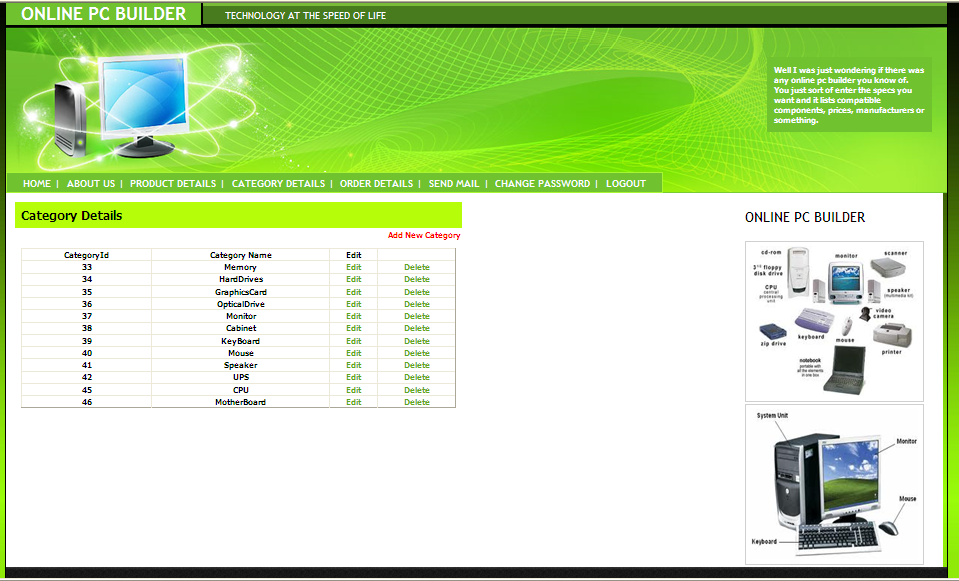 ONLINE PC BUILDER
TECHNOLOGY AT THE SPEED OF LIFE
Well I was just wondering if there was
any online pc builder you know of.
You just sort of enter the specs you
want and it lists compatible
components, prices, manufacturers or
something.
HOME | ABOUT US | PRODUCT DETAILS | CATEGORY DETAILS | ORDER DETAILS | SEND MAIL | CHANGE PASSWORD | LOGOUT
Category Details
Add New Category
CategoryId Category Name Edit
33 Memory Edit Delete
34 HardDrives Edit Delete
35 GraphicsCard Edit Delete
36 OpticalDrive Edit Delete
37 Monitor Edit Delete
38 Cabinet Edit Delete
39 KeyBoard Edit Delete
40 Mouse Edit Delete
41 Speaker Edit Delete
42 UPS Edit Delete
45 CPU Edit Delete
46 MotherBoard Edit Delete
ONLINE PC BUILDER
cd-rom
monitor
scanner
3½ floppy
disk drive
CPU
central
processing
unit
speaker
(multimedia kit)
video
camera
zip drive
keyboard
mouse
printer
notebook
portable with
all the elements
in one box
System Unit
Monitor
Mouse
Keyboard